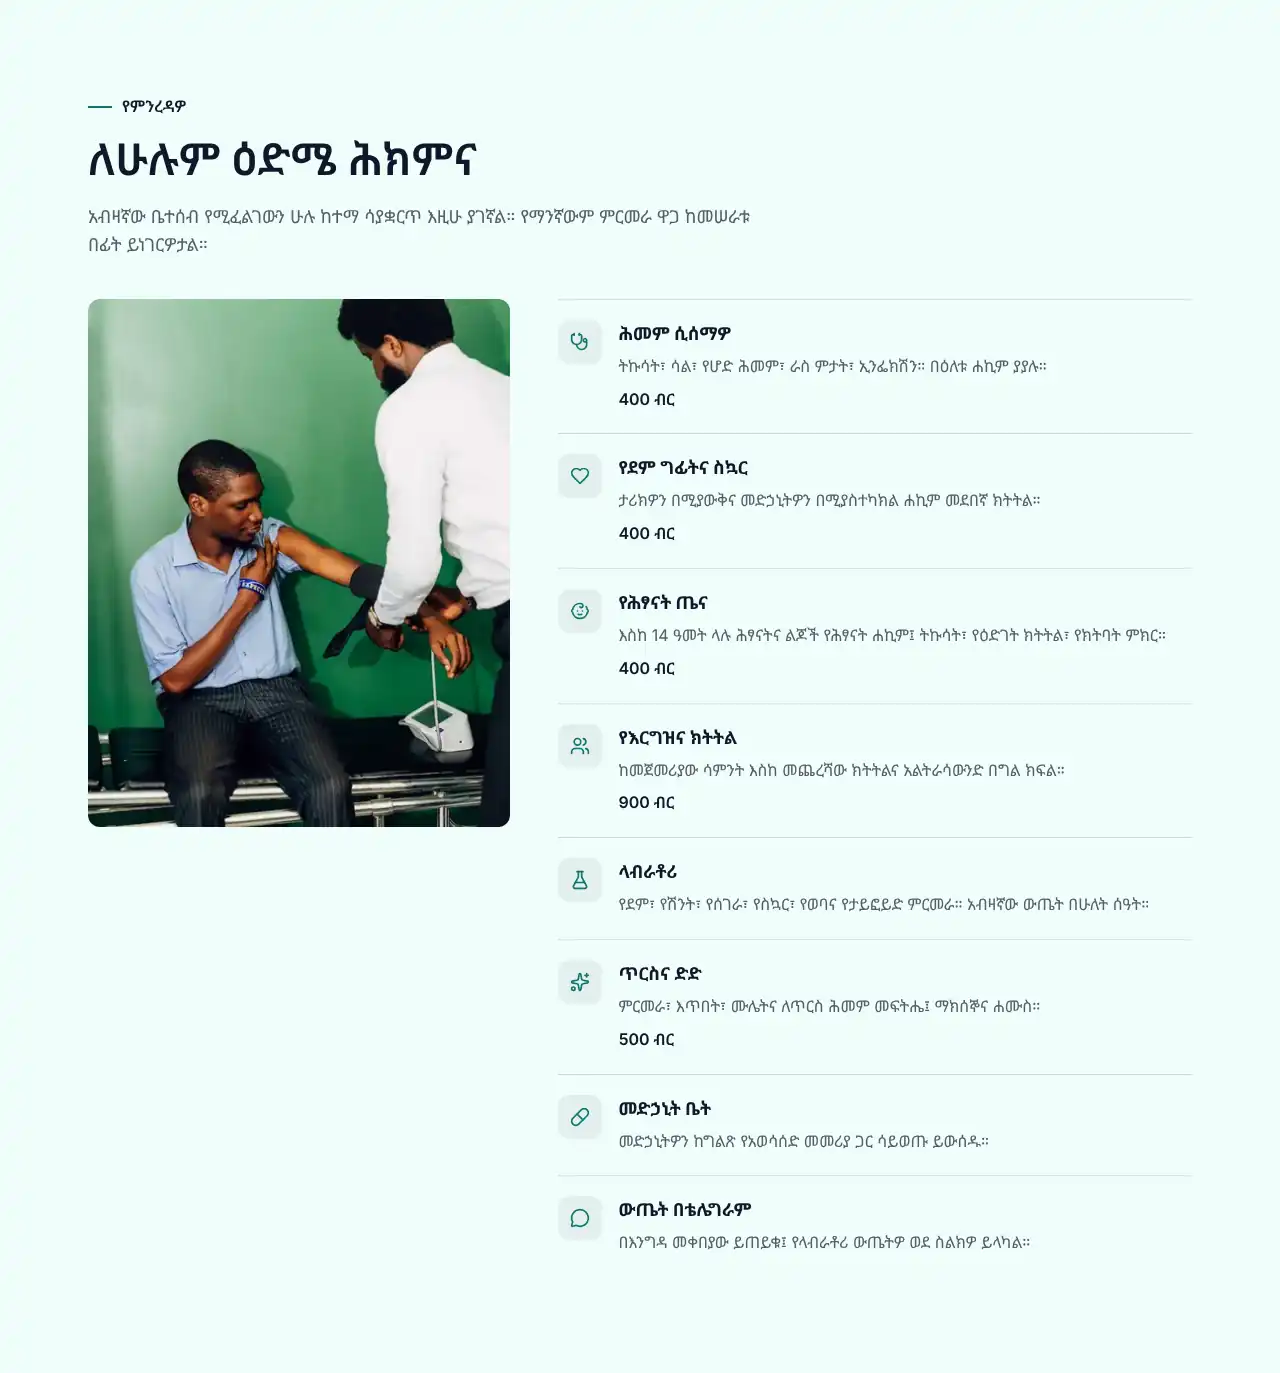 የምንረዳዎ
ለሁሉም ዕድሜ ሕክምና
አብዛኛው ቤተሰብ የሚፈልገውን ሁሉ ከተማ ሳያቋርጥ እዚሁ ያገኛል። የማንኛውም ምርመራ ዋጋ ከመሠራቱ
በፊት ይነገርዎታል።
ሕመም ሲሰማዎ
ትኩሳት፣ ሳል፣ የሆድ ሕመም፣ ራስ ምታት፣ ኢንፌክሽን። በዕለቱ ሐኪም ያያሉ።
400 ብር
የደም ግፊትና ስኳር
ታሪክዎን በሚያውቅና መድኃኒትዎን በሚያስተካክል ሐኪም መደበኛ ክትትል።
400 ብር
የሕፃናት ጤና
እስከ 14 ዓመት ላሉ ሕፃናትና ልጆች የሕፃናት ሐኪም፤ ትኩሳት፣ የዕድገት ክትትል፣ የክትባት ምክር።
400 ብር
የእርግዝና ክትትል
ከመጀመሪያው ሳምንት እስከ መጨረሻው ክትትልና አልትራሳውንድ በግል ክፍል።
900 ብር
ላብራቶሪ
የደም፣ የሽንት፣ የሰገራ፣ የስኳር፣ የወባና የታይፎይድ ምርመራ። አብዛኛው ውጤት በሁለት ሰዓት።
ጥርስና ድድ
ምርመራ፣ እጥበት፣ ሙሌትና ለጥርስ ሕመም መፍትሔ፤ ማክሰኞና ሐሙስ።
500 ብር
መድኃኒት ቤት
መድኃኒትዎን ከግልጽ የአወሳሰድ መመሪያ ጋር ሳይወጡ ይውሰዱ።
ውጤት በቴሌግራም
በእንግዳ መቀበያው ይጠይቁ፤ የላብራቶሪ ውጤትዎ ወደ ስልክዎ ይላካል።